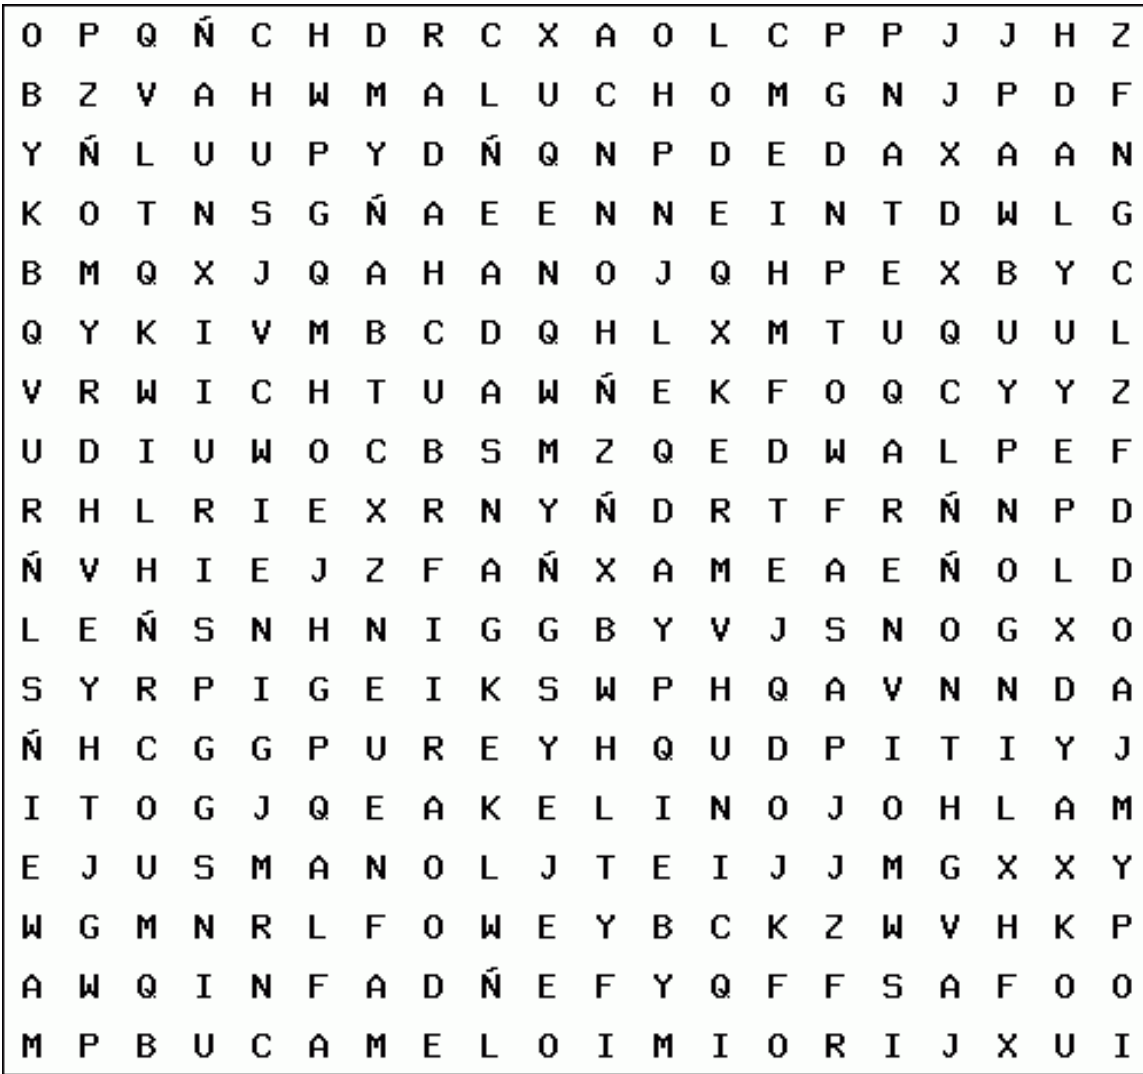 O P Q Ñ C H D R C X A O L C P P J J H Z
B Z V A H W M A L U C H O M G N J P D F
Y Ñ L U U P Y D Ñ Q N P D E D A X A A N
K O T N S G Ñ A E E N N E I N T D W L G
B M Q X J Q A H A N O J Q H P E X B Y C
Q Y K I V M B C D Q H L X M T U Q U U L
V R W I C H T U A W Ñ E K F O Q C Y Y Z
U D I U W O C B S M Z Q E D W A L P E F
R H L R I E X R N Y Ñ D R T F R Ñ N P D
Ñ V H I E J Z F A Ñ X A M E A E Ñ O L D
L E Ñ S N H N I G G B Y V J S N O G X O
S Y R P I G E I K S W P H Q A V N N D A
Ñ H C G G P U R E Y H Q U D P I T I Y J
I T O G J Q E A K E L I N O J O H L A M
E J U S M A N O L J T E I J J M G X X Y
W G M N R L F O W E Y B C K Z W V H K P
A W Q I N F A D Ñ E F Y Q F F S A F O O
M P B U C A M E L O I M I O R I J X U I